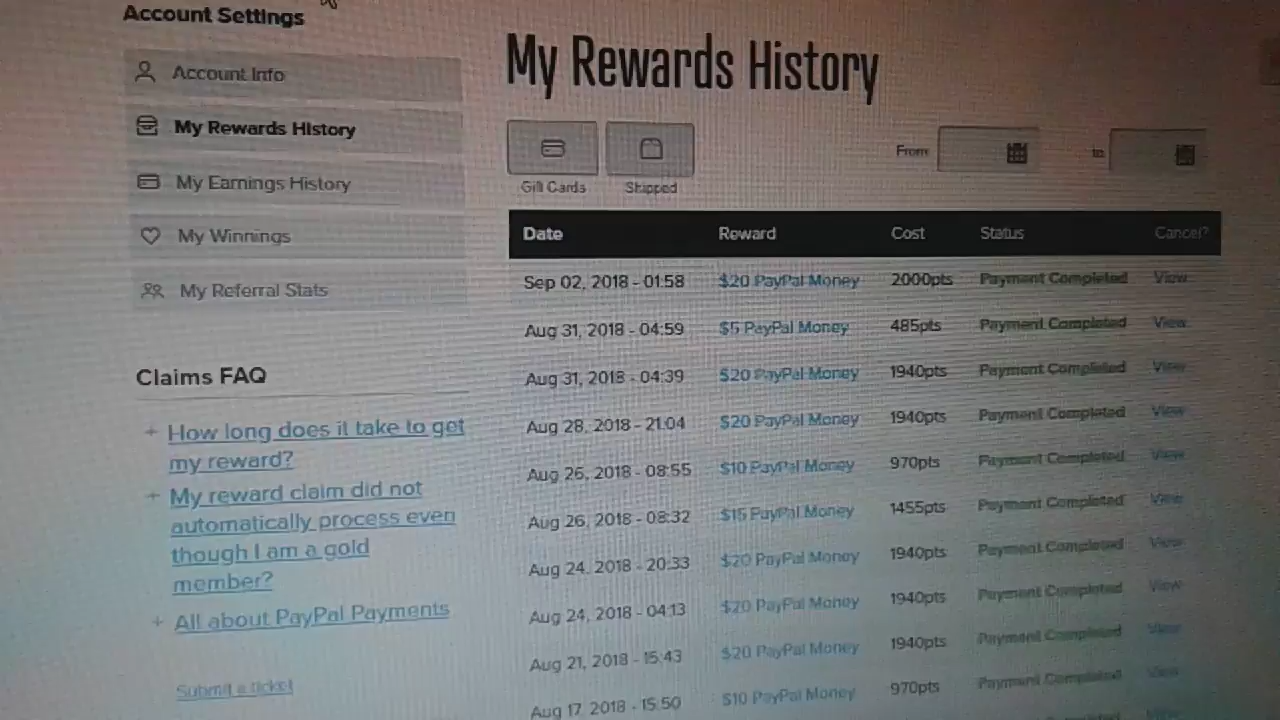 Account Settings
Account Info
My Rewards History
My Earnings History
My Winnings
My Referral Stats
Claims FAQ
+ How long does it take to get
my reward?
+ My reward claim did not
automatically process even
though I am a gold
member?
+ All about PayPal Payments
Submit a ticket
My Rewards History
Gift Cards Shipped From to
Date Reward Cost Status Cancel?
Sep 02, 2018 - 01:58 $20 PayPal Money 2000pts Payment Completed View
Aug 31, 2018 - 04:59 $5 PayPal Money 485pts Payment Completed View
Aug 31, 2018 - 04:39 $20 PayPal Money 1940pts Payment Completed View
Aug 28, 2018 - 21:04 $20 PayPal Money 1940pts Payment Completed View
Aug 26, 2018 - 08:55 $10 PayPal Money 970pts Payment Completed View
Aug 26, 2018 - 08:32 $15 PayPal Money 1455pts Payment Completed View
Aug 24, 2018 - 20:33 $20 PayPal Money 1940pts Payment Completed View
Aug 24, 2018 - 04:13 $20 PayPal Money 1940pts Payment Completed View
Aug 21, 2018 - 15:43 $20 PayPal Money 1940pts Payment Completed View
Aug 17, 2018 - 15:50 $10 PayPal Money 970pts Payment Completed View